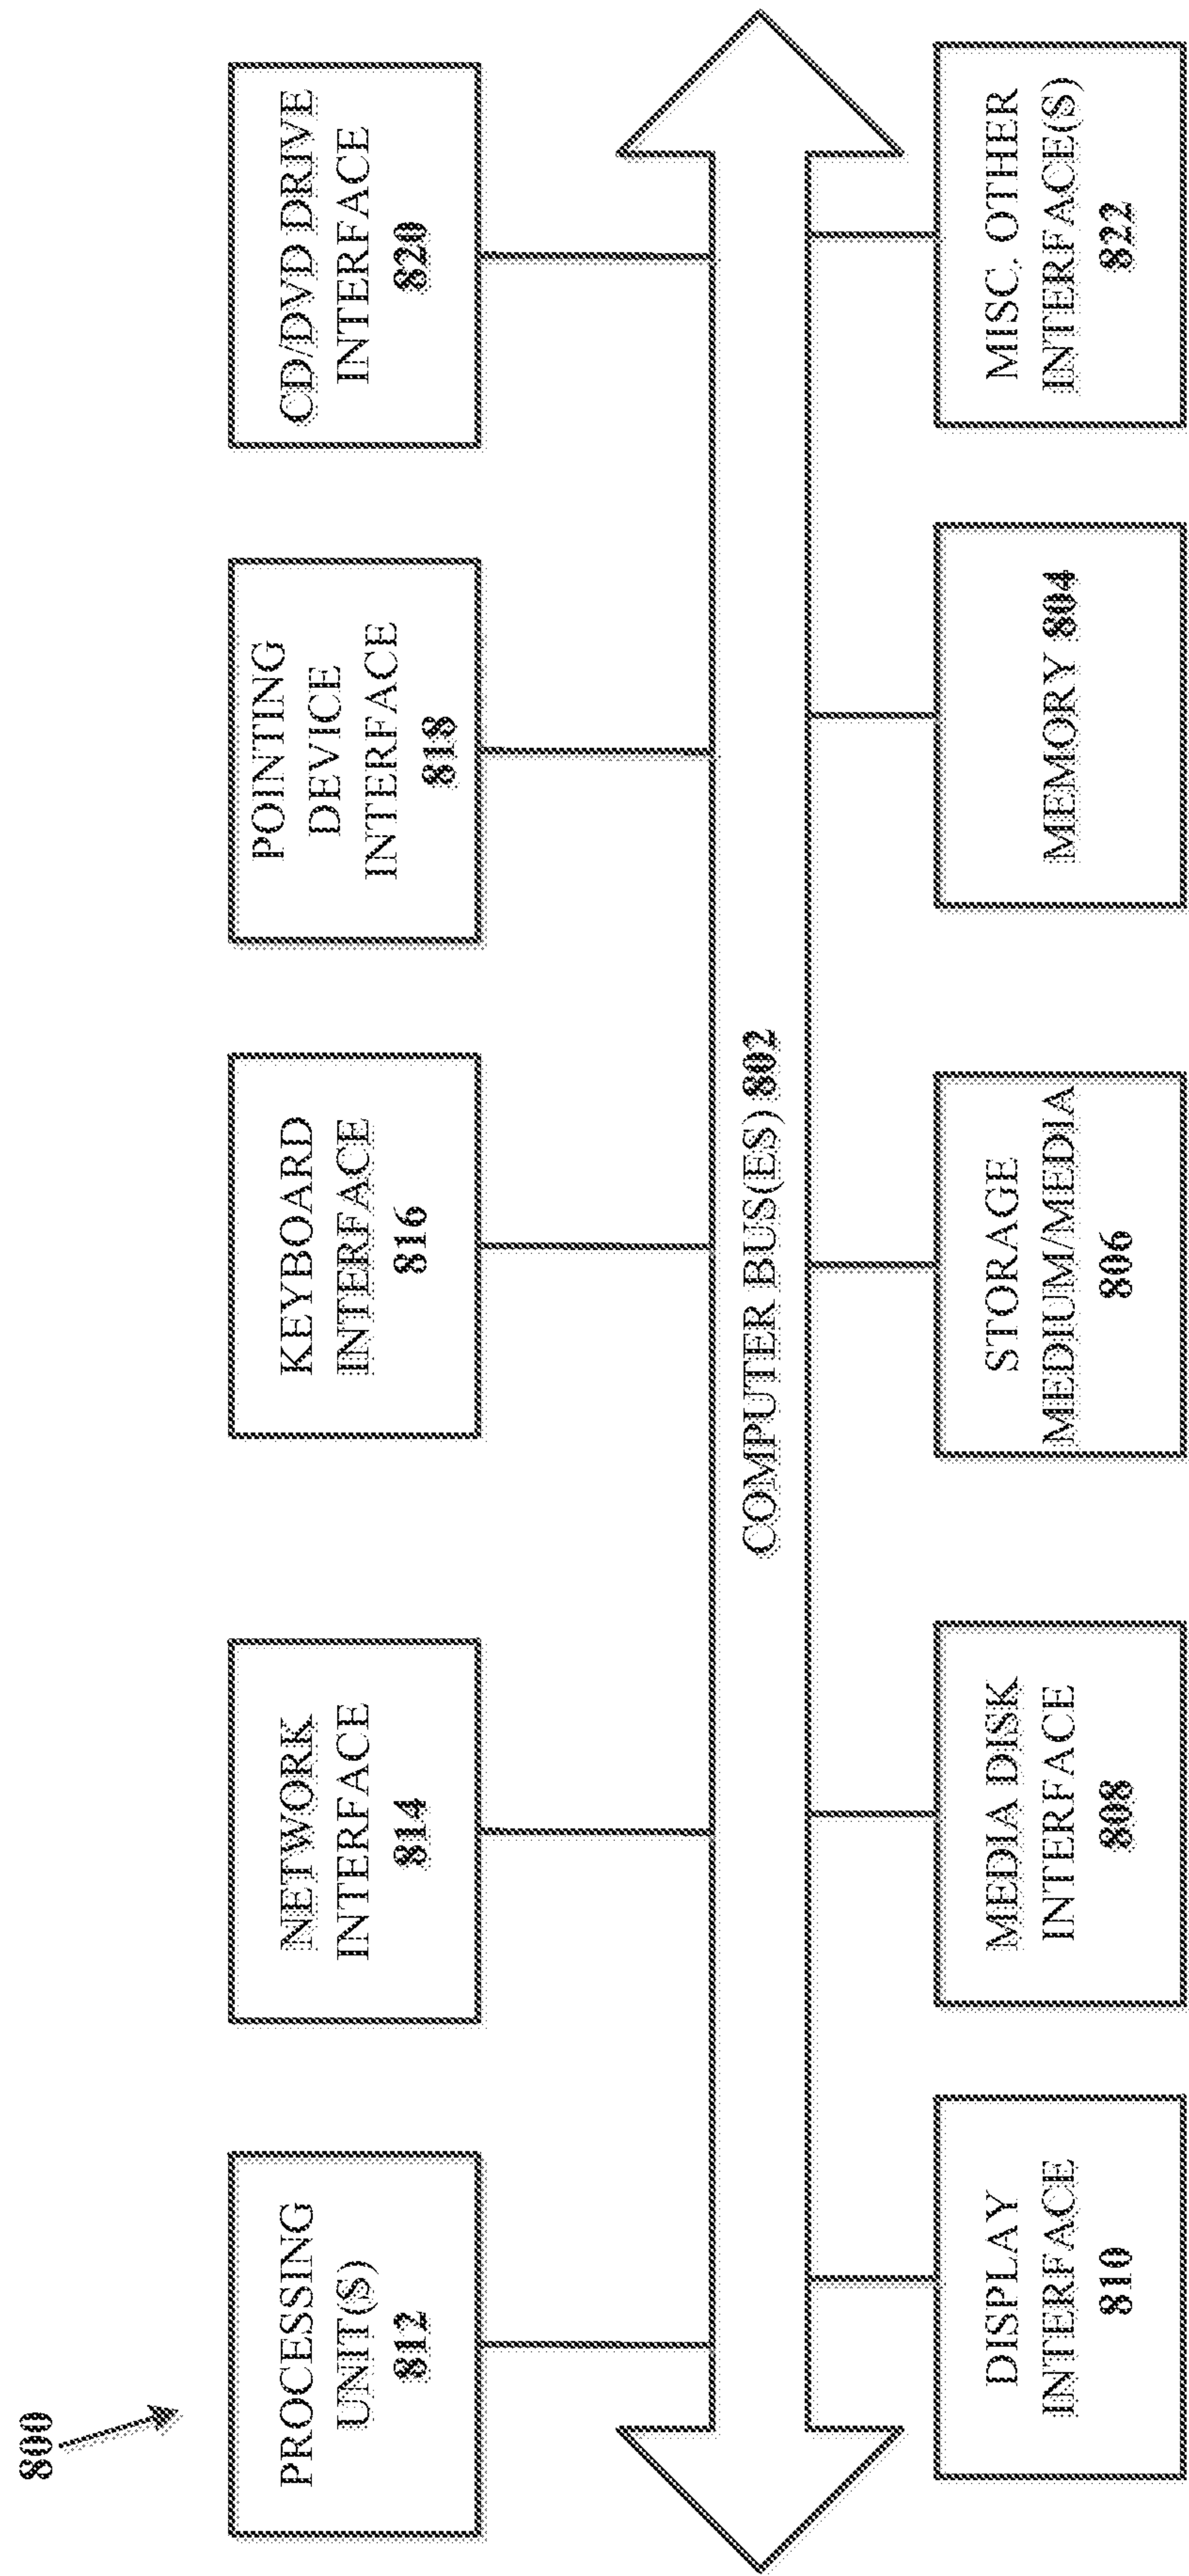 800
PROCESSING
UNIT(S)
812
NETWORK
INTERFACE
814
KEYBOARD
INTERFACE
816
POINTING
DEVICE
INTERFACE
818
CD/DVD DRIVE
INTERFACE
820
COMPUTER BUS(ES) 802
DISPLAY
INTERFACE
810
MEDIA DISK
INTERFACE
808
STORAGE
MEDIUM/MEDIA
806
MEMORY 804
MISC. OTHER
INTERFACE(S)
822